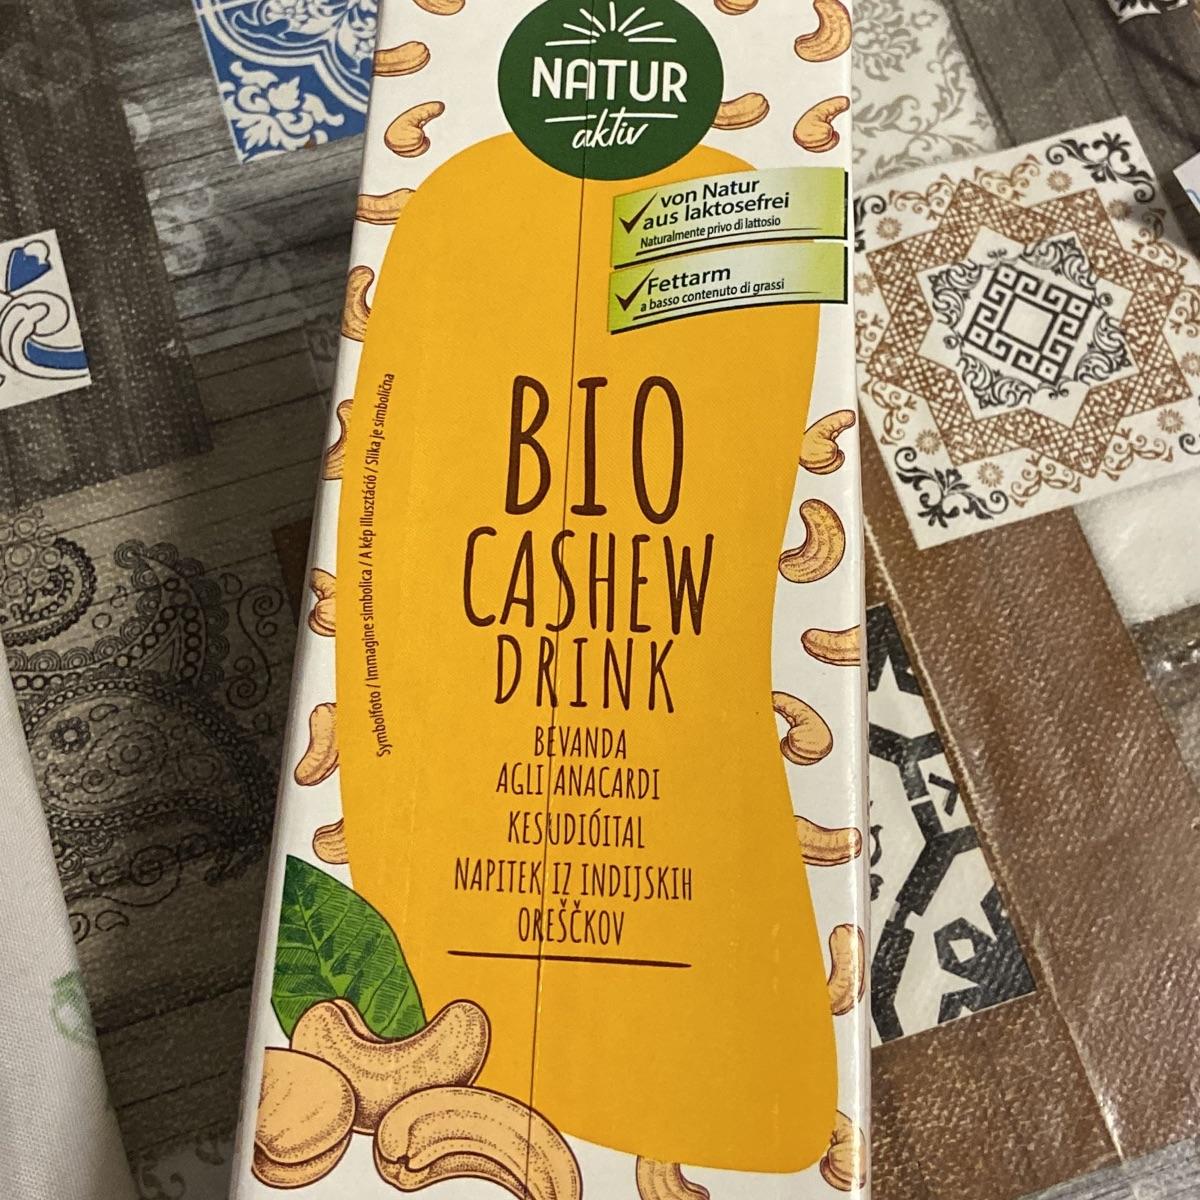 NATUR
aktiv
von Natur
aus laktosefrei
Naturalmente privo di lattosio
Fettarm
a basso contenuto di grassi
BIO
CASHEW
DRINK
BEVANDA
AGLI ANACARDI
KESUDIÓITAL
NAPITEK IZ INDIJSKIH
OREŠČKOV
Symbolfoto / Immagine simbolica / A kép illusztráció / Slika je simbolična